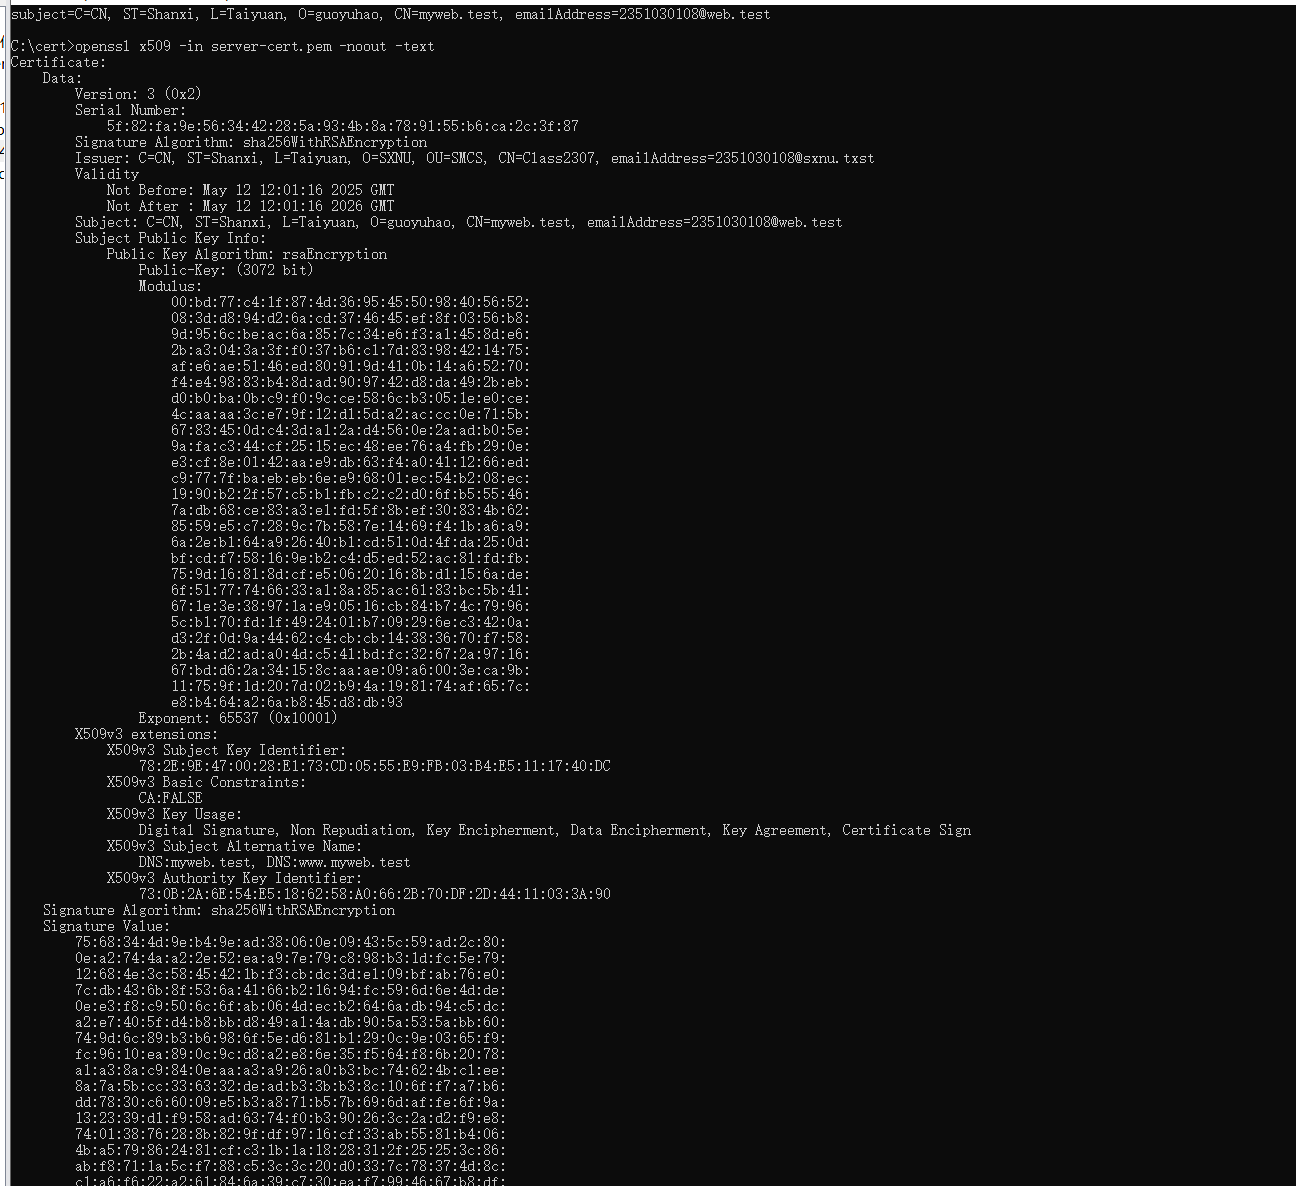 subject=C=CN, ST=Shanxi, L=Taiyuan, O=guoyuhao, CN=myweb.test, emailAddress=2351030108@web.test
C:\cert>openssl x509 -in server-cert.pem -noout -text
Certificate:
    Data:
        Version: 3 (0x2)
        Serial Number:
            5f:82:fa:9e:56:34:42:28:5a:93:4b:8a:78:91:55:b6:ca:2c:3f:87
        Signature Algorithm: sha256WithRSAEncryption
        Issuer: C=CN, ST=Shanxi, L=Taiyuan, O=SXNU, OU=SMCS, CN=Class2307, emailAddress=2351030108@sxnu.txst
        Validity
            Not Before: May 12 12:01:16 2025 GMT
            Not After : May 12 12:01:16 2026 GMT
        Subject: C=CN, ST=Shanxi, L=Taiyuan, O=guoyuhao, CN=myweb.test, emailAddress=2351030108@web.test
        Subject Public Key Info:
            Public Key Algorithm: rsaEncryption
                Public-Key: (3072 bit)
                Modulus:
                    00:bd:77:c4:1f:87:4d:36:95:45:50:98:40:56:52:
                    08:3d:d8:94:d2:6a:cd:37:46:45:ef:8f:03:56:b8:
                    9d:95:6c:be:ac:6a:85:7c:34:e6:f3:a1:45:8d:e6:
                    2b:a3:04:3a:3f:f0:37:b6:c1:7d:83:98:42:14:75:
                    af:e6:ae:51:46:ed:80:91:9d:41:0b:14:a6:52:70:
                    f4:e4:98:83:b4:8d:ad:90:97:42:d8:da:49:2b:eb:
                    d0:b0:ba:0b:c9:f0:9c:ce:58:6c:b3:05:1e:e0:ce:
                    4c:aa:aa:3c:e7:9f:12:d1:5d:a2:ac:cc:0e:71:5b:
                    67:83:45:0d:c4:3d:a1:2a:d4:56:0e:2a:ad:b0:5e:
                    9a:fa:c3:44:cf:25:15:ec:48:ee:76:a4:fb:29:0e:
                    e3:cf:8e:01:42:aa:e9:db:63:f4:a0:41:12:66:ed:
                    c9:77:7f:ba:eb:eb:6e:e9:68:01:ec:54:b2:08:ec:
                    19:90:b2:2f:57:c5:b1:fb:c2:c2:d0:6f:b5:55:46:
                    7a:db:68:ce:83:a3:e1:fd:5f:8b:ef:30:83:4b:62:
                    85:59:e5:c7:28:9c:7b:58:7e:14:69:f4:1b:a6:a9:
                    6a:2e:b1:64:a9:26:40:b1:cd:51:0d:4f:da:25:0d:
                    bf:cd:f7:58:16:9e:b2:c4:d5:ed:52:ac:81:fd:fb:
                    75:9d:16:81:8d:cf:e5:06:20:16:8b:d1:15:6a:de:
                    6f:51:77:74:66:33:a1:8a:85:ac:61:83:bc:5b:41:
                    67:1e:3e:38:97:1a:e9:05:16:cb:84:b7:4c:79:96:
                    5c:b1:70:fd:1f:49:24:01:b7:09:29:6e:c3:42:0a:
                    d3:2f:0d:9a:44:62:c4:cb:cb:14:38:36:70:f7:58:
                    2b:4a:d2:ad:a0:4d:c5:41:bd:fc:32:67:2a:97:16:
                    67:bd:d6:2a:34:15:8c:aa:ae:09:a6:00:3e:ca:9b:
                    11:75:9f:1d:20:7d:02:b9:4a:19:81:74:af:65:7c:
                    e8:b4:64:a2:6a:b8:45:d8:db:93
                Exponent: 65537 (0x10001)
        X509v3 extensions:
            X509v3 Subject Key Identifier:
                78:2E:9E:47:00:28:E1:73:CD:05:55:E9:FB:03:B4:E5:11:17:40:DC
            X509v3 Basic Constraints:
                CA:FALSE
            X509v3 Key Usage:
                Digital Signature, Non Repudiation, Key Encipherment, Data Encipherment, Key Agreement, Certificate Sign
            X509v3 Subject Alternative Name:
                DNS:myweb.test, DNS:www.myweb.test
            X509v3 Authority Key Identifier:
                73:0B:2A:6E:54:E5:18:62:58:A0:66:2B:70:DF:2D:44:11:03:3A:90
    Signature Algorithm: sha256WithRSAEncryption
    Signature Value:
        75:68:34:4d:9e:b4:9e:ad:38:06:0e:09:43:5c:59:ad:2c:80:
        0e:a2:74:4a:a2:2e:52:ea:a9:7e:79:c8:98:b3:1d:fc:5e:79:
        12:68:4e:3c:58:45:42:1b:f3:cb:dc:3d:e1:09:bf:ab:76:e0:
        7c:db:43:6b:8f:53:6a:41:66:b2:16:94:fc:59:6d:6e:4d:de:
        0e:e3:f8:c9:50:6c:6f:ab:06:4d:ec:b2:64:6a:db:94:c5:dc:
        a2:e7:40:5f:d4:b8:bb:d8:49:a1:4a:db:90:5a:53:5a:bb:60:
        74:9d:6c:89:b3:b6:98:6f:5e:d6:81:b1:29:0c:9e:03:65:f9:
        fc:96:10:ea:89:0c:9c:d8:a2:e8:6e:35:f5:64:f8:6b:20:78:
        a1:a3:8a:c9:84:0e:aa:a3:a9:26:a0:b3:bc:74:62:4b:c1:ee:
        8a:7a:5b:cc:33:63:32:de:ad:b3:3b:b3:8c:10:6f:f7:a7:b6:
        dd:78:30:c6:60:09:e5:b3:a8:71:b5:7b:69:6d:af:fe:6f:9a:
        13:23:39:d1:f9:58:ad:63:74:f0:b3:90:26:3c:2a:d2:f9:e8:
        74:01:38:76:28:8b:82:9f:df:97:16:cf:33:ab:55:81:b4:06:
        4b:a5:79:86:24:81:cf:c3:1b:1a:18:28:31:2f:25:25:3c:86:
        ab:f8:71:1a:5c:f7:88:c5:3c:3c:20:d0:33:7c:78:37:4d:8c:
        c1:a6:f6:22:a2:61:84:6a:39:c7:30:ea:f7:99:46:67:b8:df: